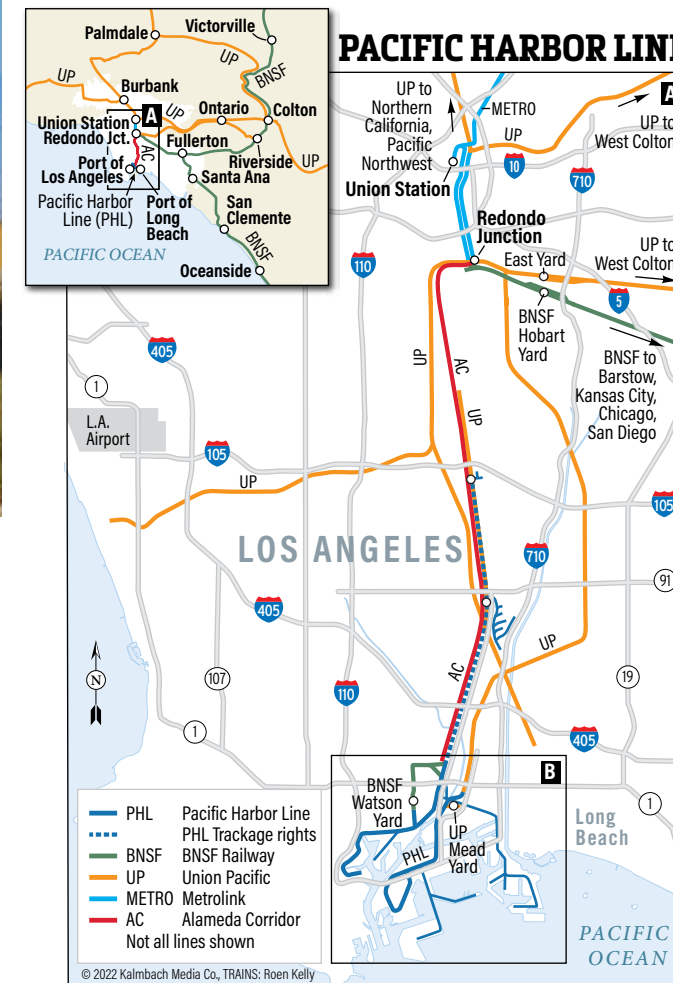 PACIFIC HARBOR LIN
Victorville
Palmdale
UP
UP
BNSF
Burbank
A
UP
Ontario
Colton
Union Station
Redondo Jct.
Fullerton
AC
Riverside
UP
Port of
Los Angeles
Santa Ana
Pacific Harbor
Line (PHL)
Port of
Long
Beach
San
Clemente
BNSF
PACIFIC OCEAN
Oceanside
UP to
Northern
California,
Pacific
Northwest
METRO
UP
A
UP to
West Colton
10
710
Union Station
Redondo
Junction
East Yard
UP to
West Colton
110
5
BNSF
Hobart
Yard
BNSF to
Barstow,
Kansas City,
Chicago,
San Diego
405
UP
AC
1
UP
L.A.
Airport
105
UP
105
LOS ANGELES
710
91
405
UP
AC
N
107
19
110
1
405
B
BNSF
Watson
Yard
1
Long
Beach
UP
Mead
Yard
PHL
PHL Pacific Harbor Line
PHL Trackage rights
BNSF BNSF Railway
UP Union Pacific
METRO Metrolink
AC Alameda Corridor
Not all lines shown
PACIFIC
OCEAN
© 2022 Kalmbach Media Co., TRAINS: Roen Kelly